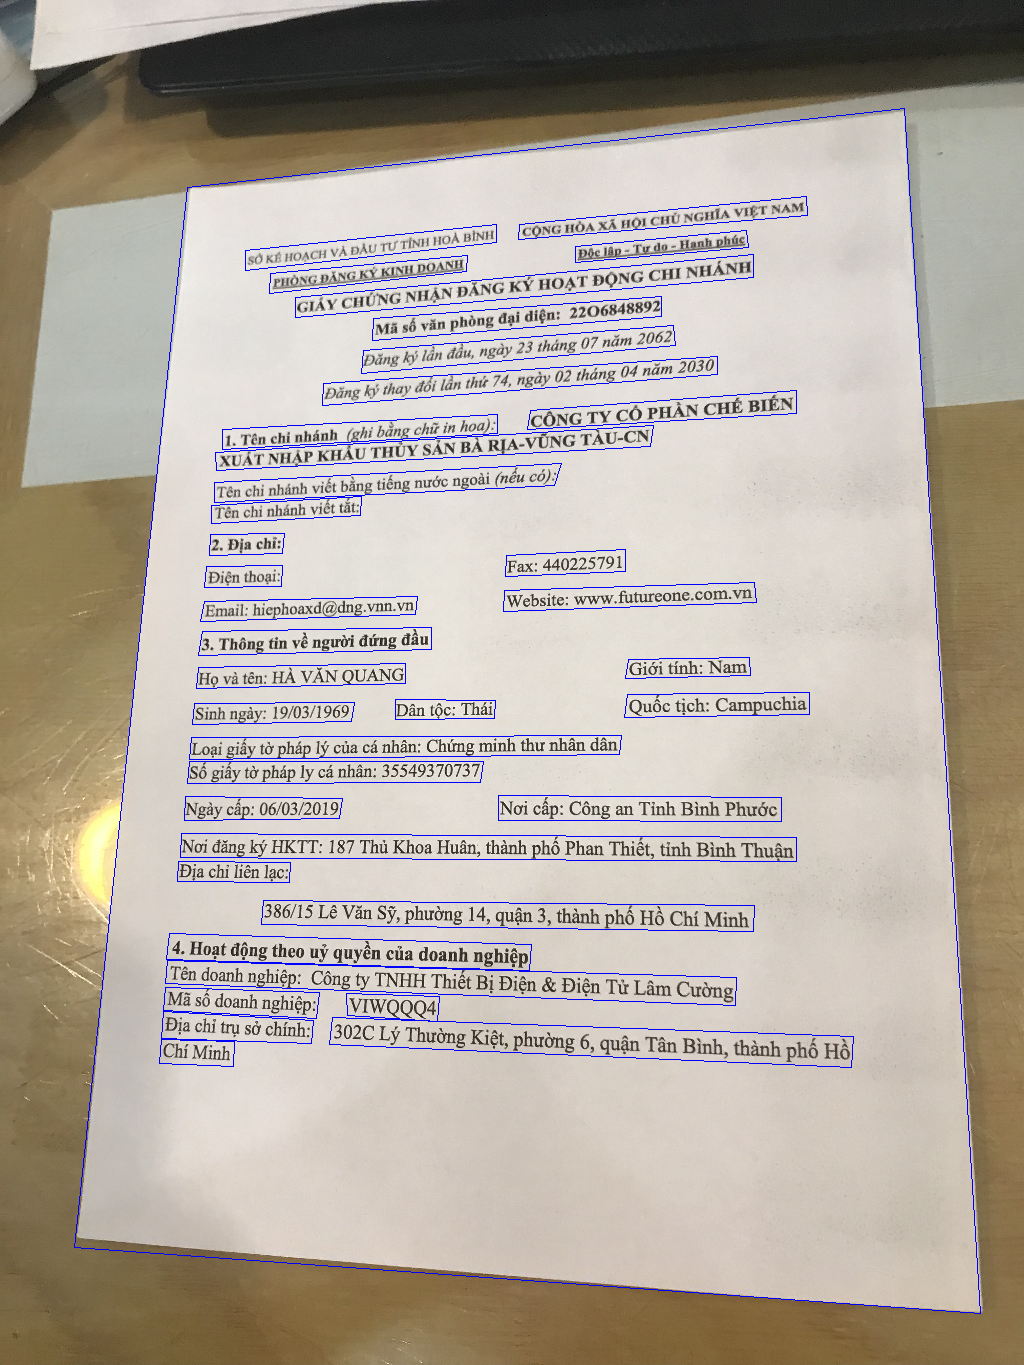 SỞ KẾ HOẠCH VÀ ĐẦU TƯ TỈNH HOÀ BÌNH
CỘNG HÒA XÃ HỘI CHỦ NGHĨA VIỆT NAM
PHÒNG ĐĂNG KÝ KINH DOANH
Độc lập - Tự do - Hạnh phúc
GIẤY CHỨNG NHẬN ĐĂNG KÝ HOẠT ĐỘNG CHI NHÁNH
Mã số văn phòng đại diện: 22O6848892
Đăng ký lần đầu, ngày 23 tháng 07 năm 2062
Đăng ký thay đổi lần thứ 74, ngày 02 tháng 04 năm 2030
1. Tên chi nhánh (ghi bằng chữ in hoa): CÔNG TY CỔ PHẦN CHẾ BIẾN
XUẤT NHẬP KHẨU THỦY SẢN BÀ RỊA-VŨNG TÀU-CN
Tên chi nhánh viết bằng tiếng nước ngoài (nếu có):
Tên chi nhánh viết tắt:
2. Địa chỉ:
Điện thoại: Fax: 440225791
Email: hiephoaxd@dng.vnn.vn Website: www.futureone.com.vn
3. Thông tin về người đứng đầu
Họ và tên: HÀ VĂN QUANG Giới tính: Nam
Sinh ngày: 19/03/1969 Dân tộc: Thái Quốc tịch: Campuchia
Loại giấy tờ pháp lý của cá nhân: Chứng minh thư nhân dân
Số giấy tờ pháp lý cá nhân: 35549370737
Ngày cấp: 06/03/2019 Nơi cấp: Công an Tỉnh Bình Phước
Nơi đăng ký HKTT: 187 Thủ Khoa Huân, thành phố Phan Thiết, tỉnh Bình Thuận
Địa chỉ liên lạc:
386/15 Lê Văn Sỹ, phường 14, quận 3, thành phố Hồ Chí Minh
4. Hoạt động theo uỷ quyền của doanh nghiệp
Tên doanh nghiệp: Công ty TNHH Thiết Bị Điện & Điện Tử Lâm Cường
Mã số doanh nghiệp: VIWQQQ4
Địa chỉ trụ sở chính: 302C Lý Thường Kiệt, phường 6, quận Tân Bình, thành phố Hồ
Chí Minh